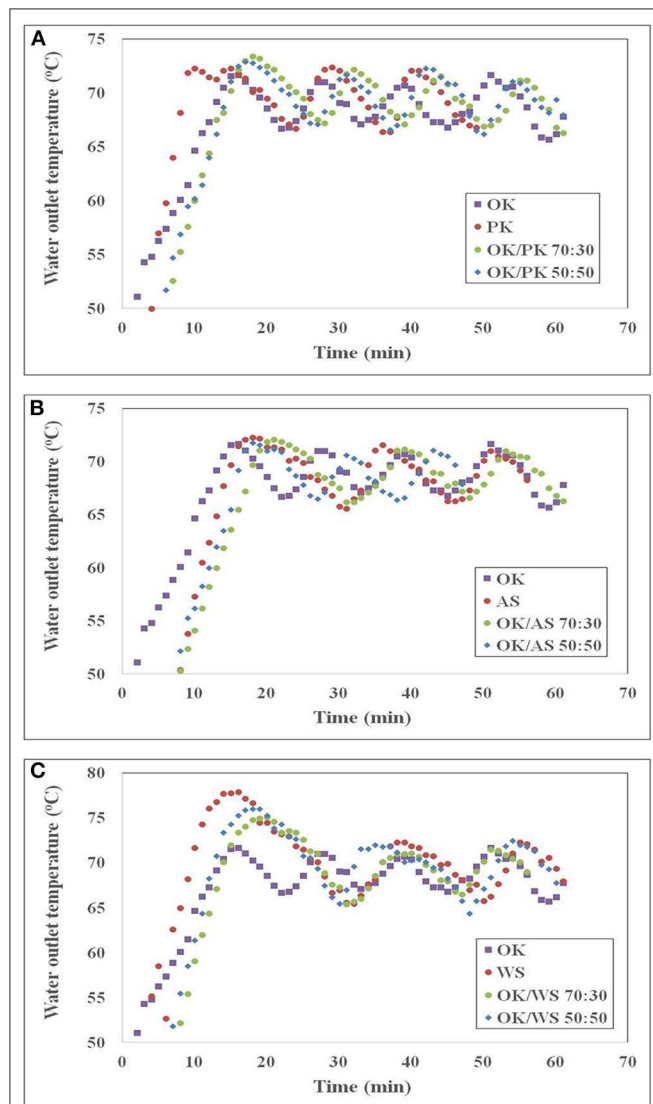 A
Water outlet temperature (ºC)
75
70
65
60
55
50
0
10
20
30
40
50
60
70
Time (min)
OK
PK
OK/PK 70:30
OK/PK 50:50
B
Water outlet temperature (ºC)
75
70
65
60
55
50
0
10
20
30
40
50
60
70
Time (min)
OK
AS
OK/AS 70:30
OK/AS 50:50
C
Water outlet temperature (ºC)
80
75
70
65
60
55
50
0
10
20
30
40
50
60
70
Time (min)
OK
WS
OK/WS 70:30
OK/WS 50:50